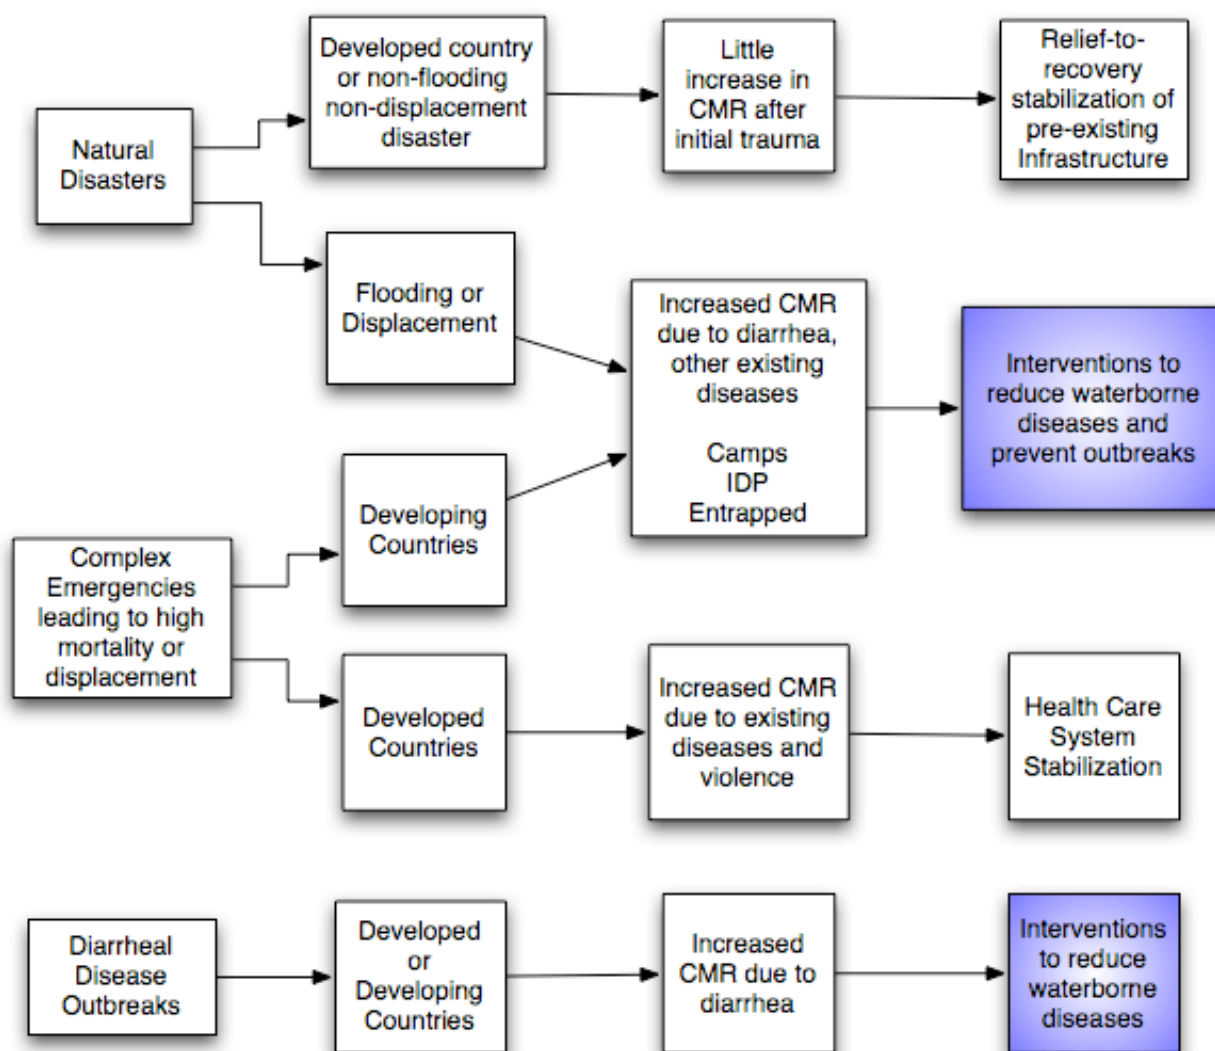 Developed country
or non-flooding
non-displacement
disaster
Little
increase in
CMR after
initial trauma
Relief-to-
recovery
stabilization of
pre-existing
Infrastructure
Natural
Disasters
Flooding or
Displacement
Increased CMR
due to diarrhea,
other existing
diseases
Camps
IDP
Entrapped
Interventions to
reduce waterborne
diseases and
prevent outbreaks
Developing
Countries
Complex
Emergencies
leading to high
mortality or
displacement
Developed
Countries
Increased CMR
due to existing
diseases and
violence
Health Care
System
Stabilization
Diarrheal
Disease
Outbreaks
Developed
or
Developing
Countries
Increased
CMR due to
diarrhea
Interventions
to reduce
waterborne
diseases